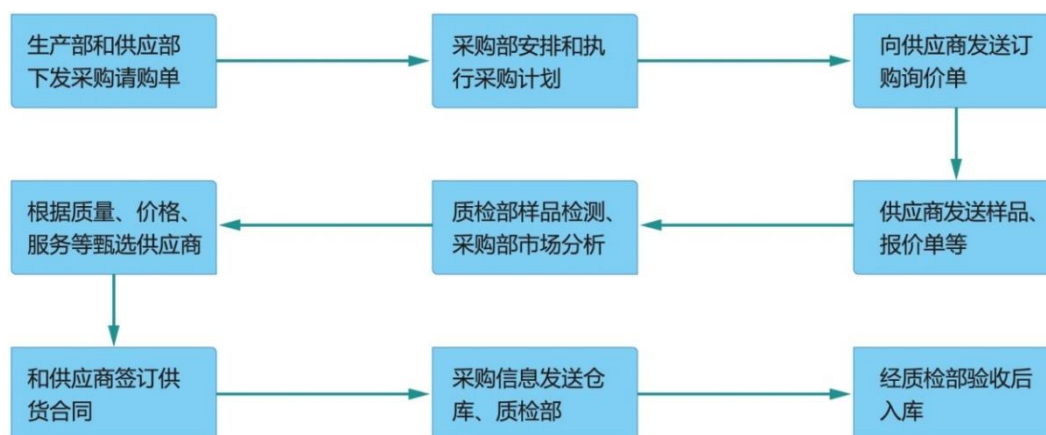 生产部和供应部
下发采购请购单
采购部安排和执
行采购计划
向供应商发送订
购询价单
供应商发送样品、
报价单等
质检部样品检测、
采购部市场分析
根据质量、价格、
服务等甄选供应商
和供应商签订供
货合同
采购信息发送仓
库、质检部
经质检部验收后
入库